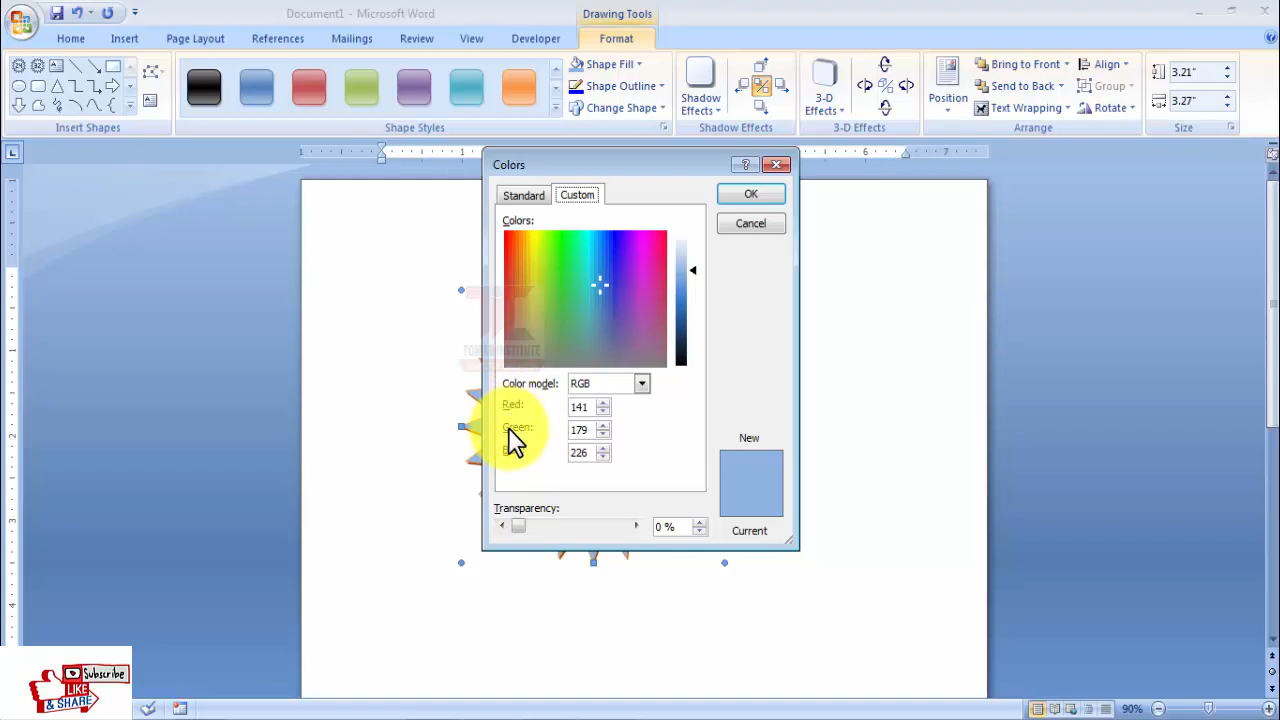 Document1 - Microsoft Word
Drawing Tools
Home Insert Page Layout References Mailings Review View Developer Format
Shape Fill
Shape Outline
Change Shape
Shadow Effects
3-D Effects
Position
Bring to Front
Send to Back
Text Wrapping
Align
Group
Rotate
3.21"
3.27"
Insert Shapes Shape Styles Shadow Effects 3-D Effects Arrange Size
Colors
Standard Custom
OK
Cancel
Colors:
Color model: RGB
Red: 141
Green: 179
226
New
Current
Transparency:
0 %
Subscribe
LIKE
& SHARE
90%